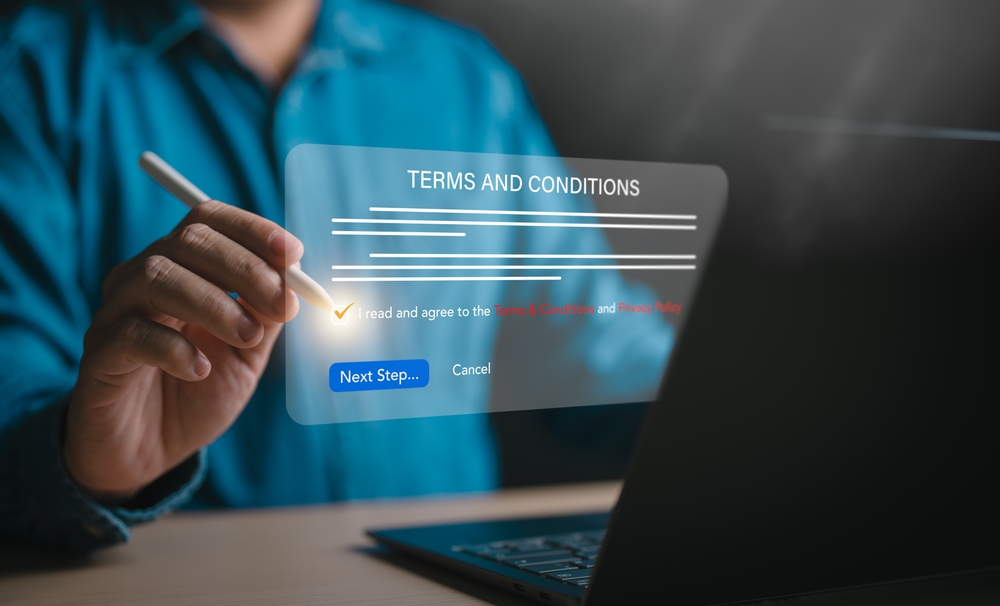 TERMS AND CONDITIONS
I read and agree to the Terms & Conditions and Privacy Policy
Next Step... Cancel